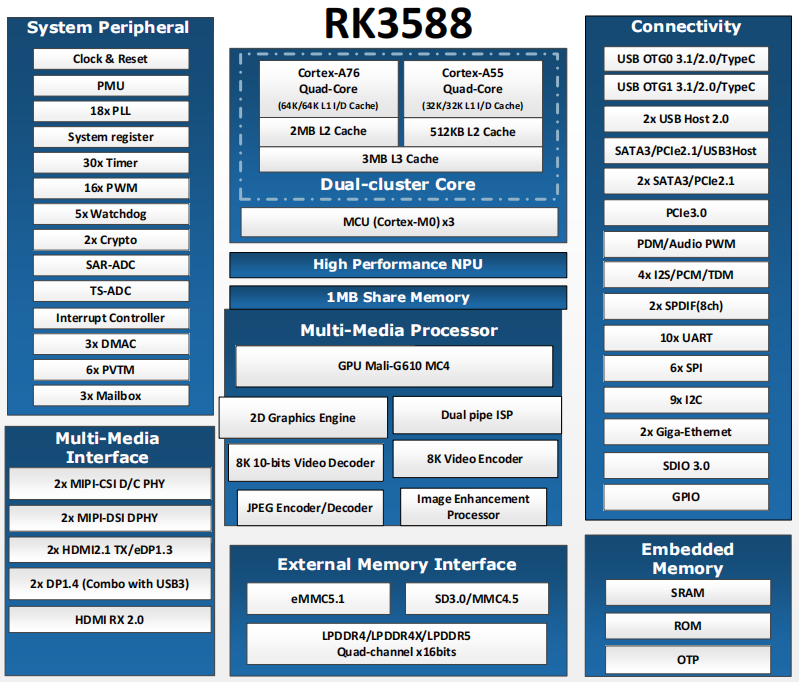 RK3588
System Peripheral
Clock & Reset
PMU
18x PLL
System register
30x Timer
16x PWM
5x Watchdog
2x Crypto
SAR-ADC
TS-ADC
Interrupt Controller
3x DMAC
6x PVTM
3x Mailbox
Multi-Media
Interface
2x MIPI-CSI D/C PHY
2x MIPI-DSI DPHY
2x HDMI2.1 TX/eDP1.3
2x DP1.4 (Combo with USB3)
HDMI RX 2.0
Cortex-A76
Quad-Core
(64K/64K L1 I/D Cache)
2MB L2 Cache
Cortex-A55
Quad-Core
(32K/32K L1 I/D Cache)
512KB L2 Cache
3MB L3 Cache
Dual-cluster Core
MCU (Cortex-M0) x3
High Performance NPU
1MB Share Memory
Multi-Media Processor
GPU Mali-G610 MC4
2D Graphics Engine
Dual pipe ISP
8K 10-bits Video Decoder
8K Video Encoder
JPEG Encoder/Decoder
Image Enhancement
Processor
External Memory Interface
eMMC5.1
SD3.0/MMC4.5
LPDDR4/LPDDR4X/LPDDR5
Quad-channel x16bits
Connectivity
USB OTG0 3.1/2.0/TypeC
USB OTG1 3.1/2.0/TypeC
2x USB Host 2.0
SATA3/PCIe2.1/USB3Host
2x SATA3/PCIe2.1
PCIe3.0
PDM/Audio PWM
4x I2S/PCM/TDM
2x SPDIF(8ch)
10x UART
6x SPI
9x I2C
2x Giga-Ethernet
SDIO 3.0
GPIO
Embedded
Memory
SRAM
ROM
OTP